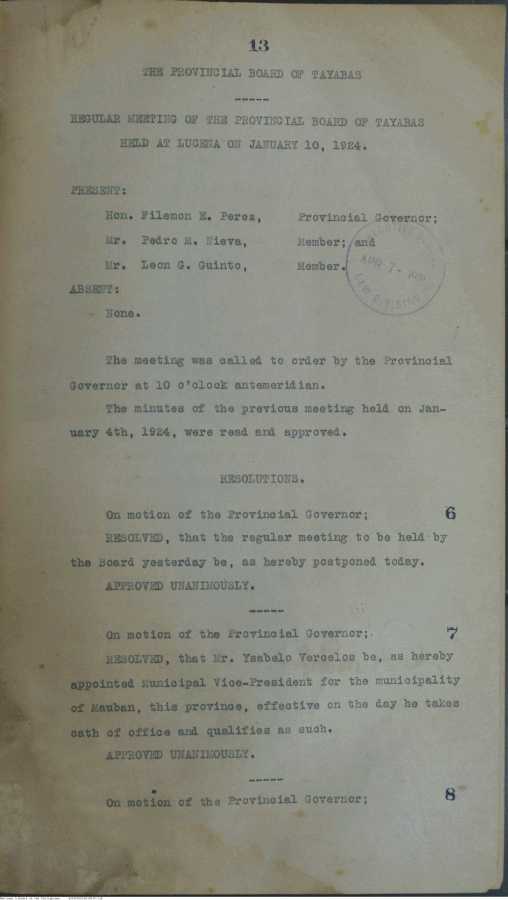 13
THE PROVINCIAL BOARD OF TAYABAS
-----
REGULAR MEETING OF THE PROVINCIAL BOARD OF TAYABAS
HELD AT LUCENA ON JANUARY 10, 1924.
PRESENT:
Hon. Filemon E. Perez, Provincial Governor;
Mr. Pedro M. Nieva, Member; and
Mr. Leon G. Guinto, Member.
APR 7-
DIVISION
ABSENT:
None.
The meeting was called to order by the Provincial
Governor at 10 o'clock antemeridian.
The minutes of the previous meeting held on Jan-
uary 4th, 1924, were read and approved.
RESOLUTIONS.
On motion of the Provincial Governor; 6
RESOLVED, that the regular meeting to be held by
the Board yesterday be, as hereby postponed today.
APPROVED UNANIMOUSLY.
-----
On motion of the Provincial Governor; 7
RESOLVED, that Mr. Ysabelo Vercelos be, as hereby
appointed Municipal Vice-President for the municipality
of Mauban, this province, effective on the day he takes
oath of office and qualifies as such.
APPROVED UNANIMOUSLY.
-----
On motion of the Provincial Governor; 8